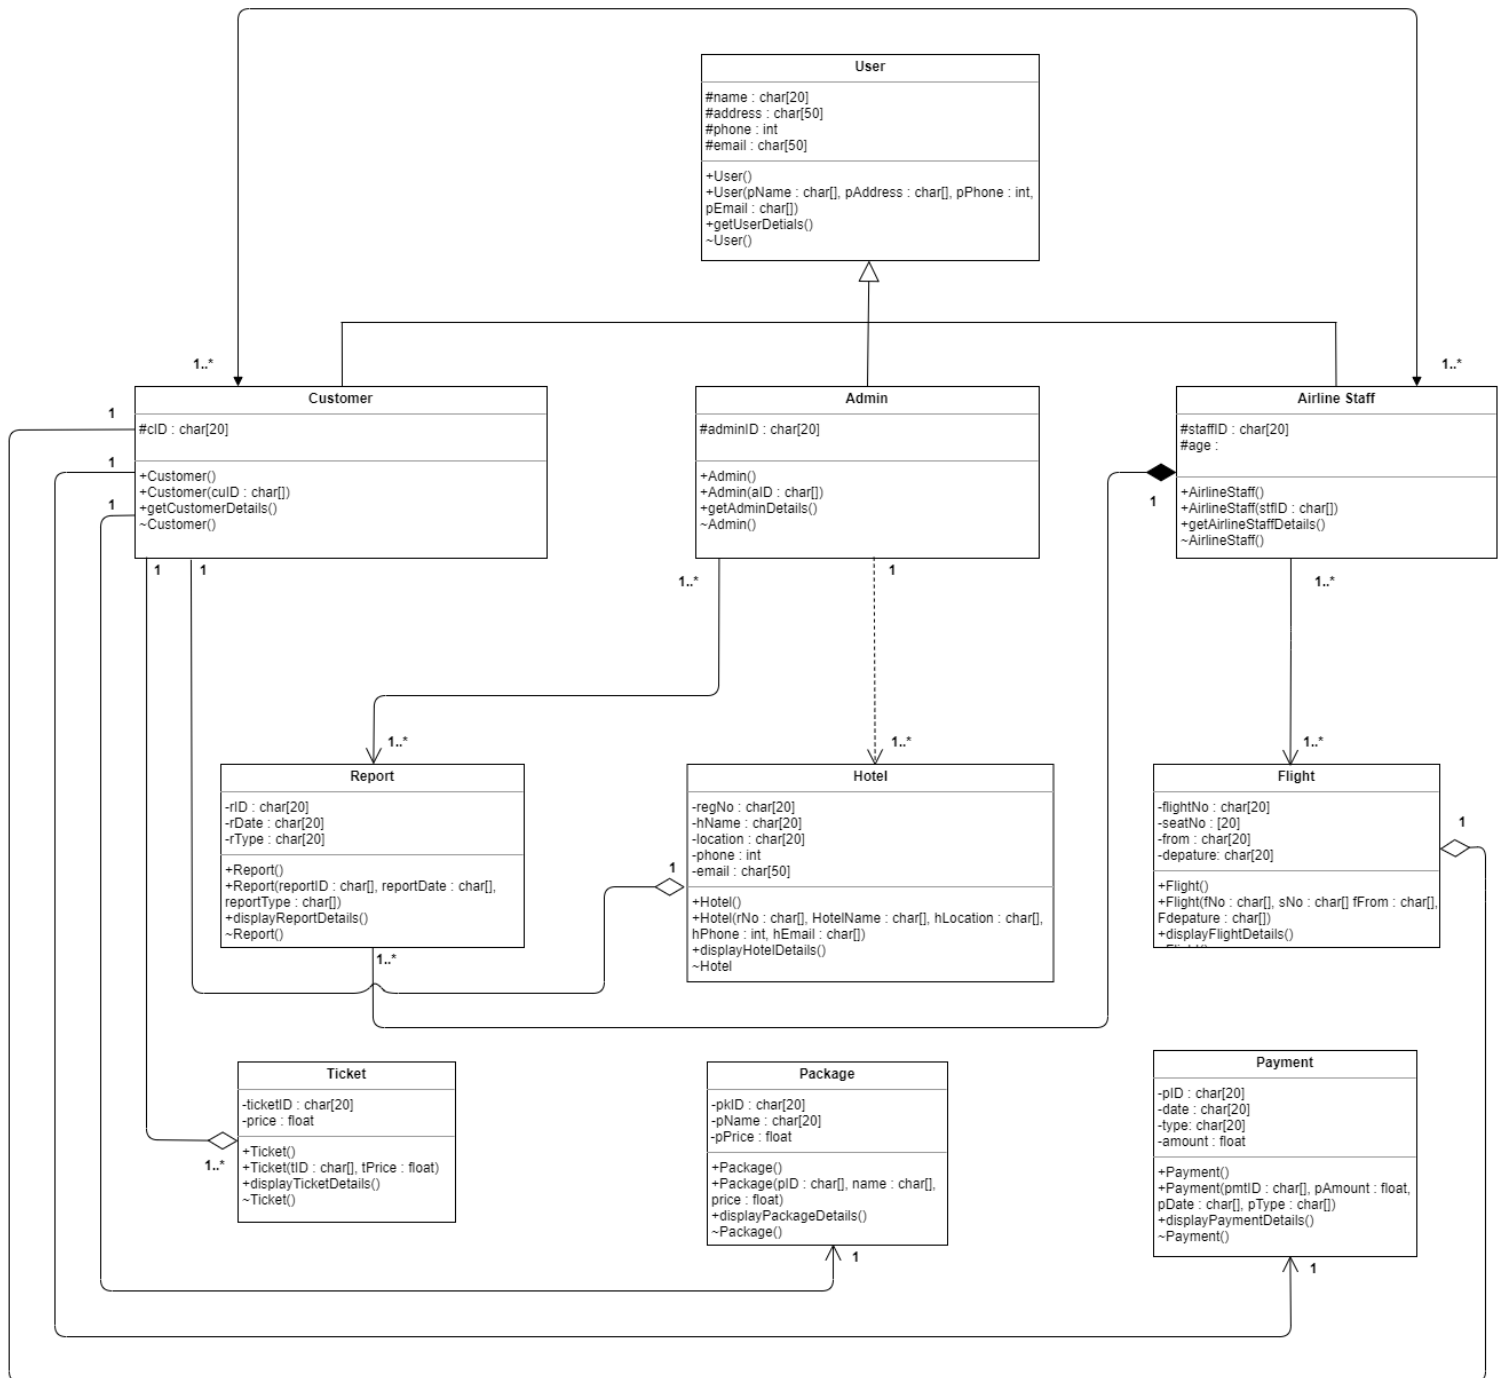 User
#name : char[20]
#address : char[50]
#phone : int
#email : char[50]
+User()
+User(pName : char[], pAddress : char[], pPhone : int,
pEmail : char[])
+getUserDetials()
~User()
1..*
1..*
Customer
1
#cID : char[20]
1
+Customer()
+Customer(cuID : char[])
1
+getCustomerDetails()
~Customer()
1
1
Admin
#adminID : char[20]
+Admin()
+Admin(aID : char[])
+getAdminDetails()
~Admin()
1..*
1
Airline Staff
#staffID : char[20]
#age :
1
+AirlineStaff()
+AirlineStaff(stfID : char[])
+getAirlineStaffDetails()
~AirlineStaff()
1..*
1..*
1..*
1..*
Report
-rID : char[20]
-rDate : char[20]
-rType : char[20]
+Report()
+Report(reportID : char[], reportDate : char[],
reportType : char[])
+displayReportDetails()
~Report()
1..*
Hotel
-regNo : char[20]
-hName : char[20]
-location : char[20]
-phone : int
-email : char[50]
1
+Hotel()
+Hotel(rNo : char[], HotelName : char[], hLocation : char[],
hPhone : int, hEmail : char[])
+displayHotelDetails()
~Hotel
Flight
-flightNo : char[20]
-seatNo : [20]
-from : char[20]
-depature: char[20]
1
+Flight()
+Flight(fNo : char[], sNo : char[] fFrom : char[],
Fdepature : char[])
+displayFlightDetails()
Ticket
-ticketID : char[20]
-price : float
+Ticket()
+Ticket(tID : char[], tPrice : float)
+displayTicketDetails()
~Ticket()
1..*
Package
-pkID : char[20]
-pName : char[20]
-pPrice : float
+Package()
+Package(pID : char[], name : char[],
price : float)
+displayPackageDetails()
~Package()
1
Payment
-pID : char[20]
-date : char[20]
-type: char[20]
-amount : float
+Payment()
+Payment(pmtID : char[], pAmount : float,
pDate : char[], pType : char[])
+displayPaymentDetails()
~Payment()
1